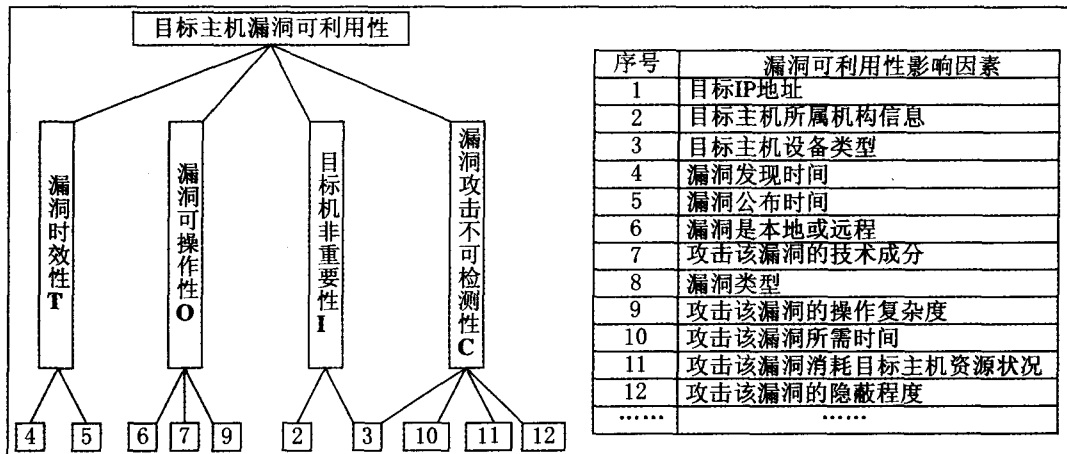 目标主机漏洞可利用性
漏洞时效性T
漏洞可操作性O
目标机非重要性I
漏洞攻击不可检测性C
4
5
6
7
9
2
3
10
11
12
序号 漏洞可利用性影响因素
1 目标IP地址
2 目标主机所属机构信息
3 目标主机设备类型
4 漏洞发现时间
5 漏洞公布时间
6 漏洞是本地或远程
7 攻击该漏洞的技术成分
8 漏洞类型
9 攻击该漏洞的操作复杂度
10 攻击该漏洞所需时间
11 攻击该漏洞消耗目标主机资源状况
12 攻击该漏洞的隐蔽程度
…… ……